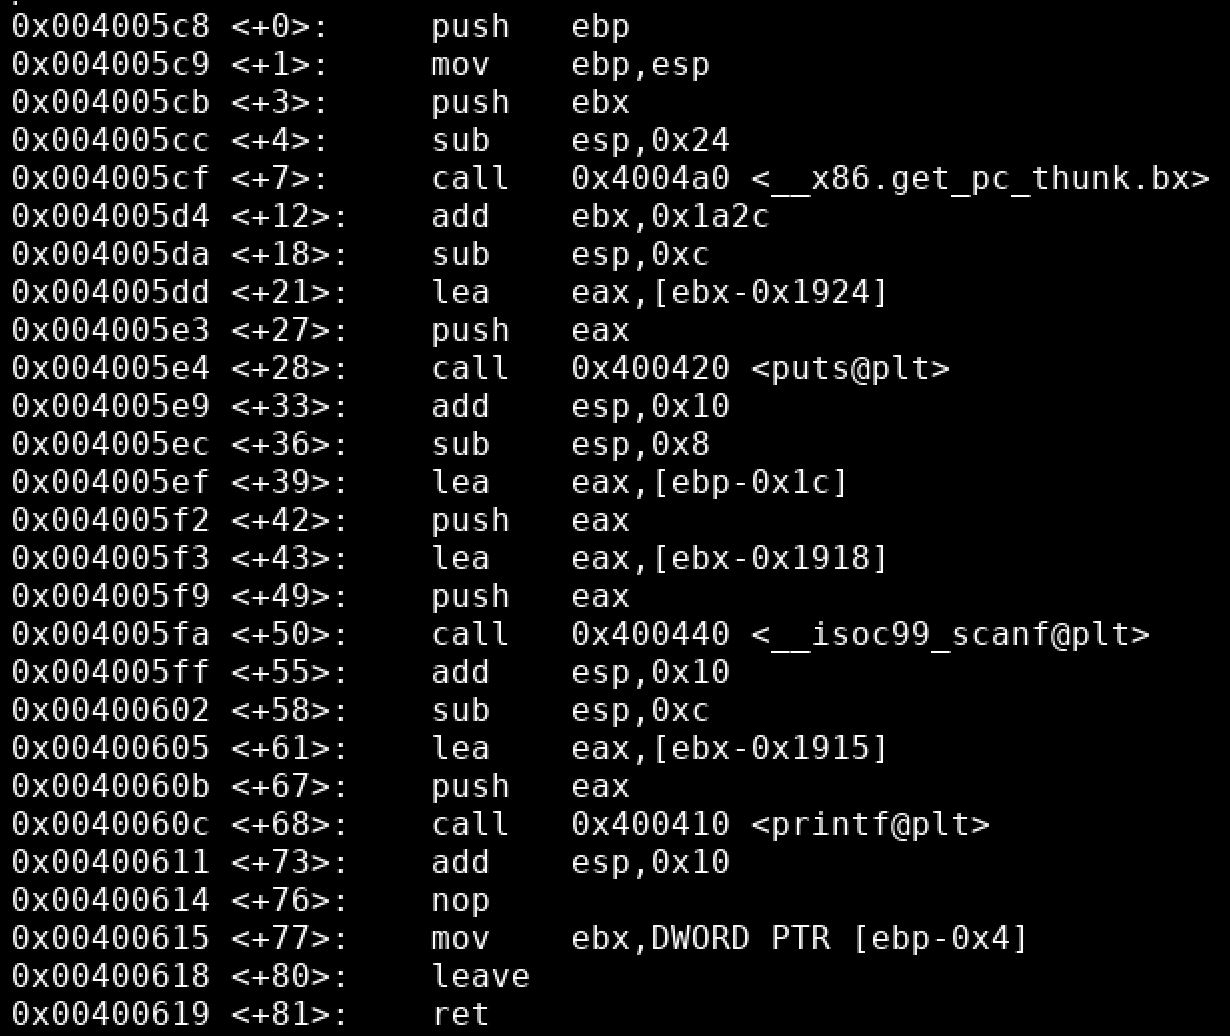 0x004005c8 <+0>:     push   ebp
0x004005c9 <+1>:     mov    ebp,esp
0x004005cb <+3>:     push   ebx
0x004005cc <+4>:     sub    esp,0x24
0x004005cf <+7>:     call   0x4004a0 <__x86.get_pc_thunk.bx>
0x004005d4 <+12>:    add    ebx,0x1a2c
0x004005da <+18>:    sub    esp,0xc
0x004005dd <+21>:    lea    eax,[ebx-0x1924]
0x004005e3 <+27>:    push   eax
0x004005e4 <+28>:    call   0x400420 <puts@plt>
0x004005e9 <+33>:    add    esp,0x10
0x004005ec <+36>:    sub    esp,0x8
0x004005ef <+39>:    lea    eax,[ebp-0x1c]
0x004005f2 <+42>:    push   eax
0x004005f3 <+43>:    lea    eax,[ebx-0x1918]
0x004005f9 <+49>:    push   eax
0x004005fa <+50>:    call   0x400440 <__isoc99_scanf@plt>
0x004005ff <+55>:    add    esp,0x10
0x00400602 <+58>:    sub    esp,0xc
0x00400605 <+61>:    lea    eax,[ebx-0x1915]
0x0040060b <+67>:    push   eax
0x0040060c <+68>:    call   0x400410 <printf@plt>
0x00400611 <+73>:    add    esp,0x10
0x00400614 <+76>:    nop
0x00400615 <+77>:    mov    ebx,DWORD PTR [ebp-0x4]
0x00400618 <+80>:    leave
0x00400619 <+81>:    ret